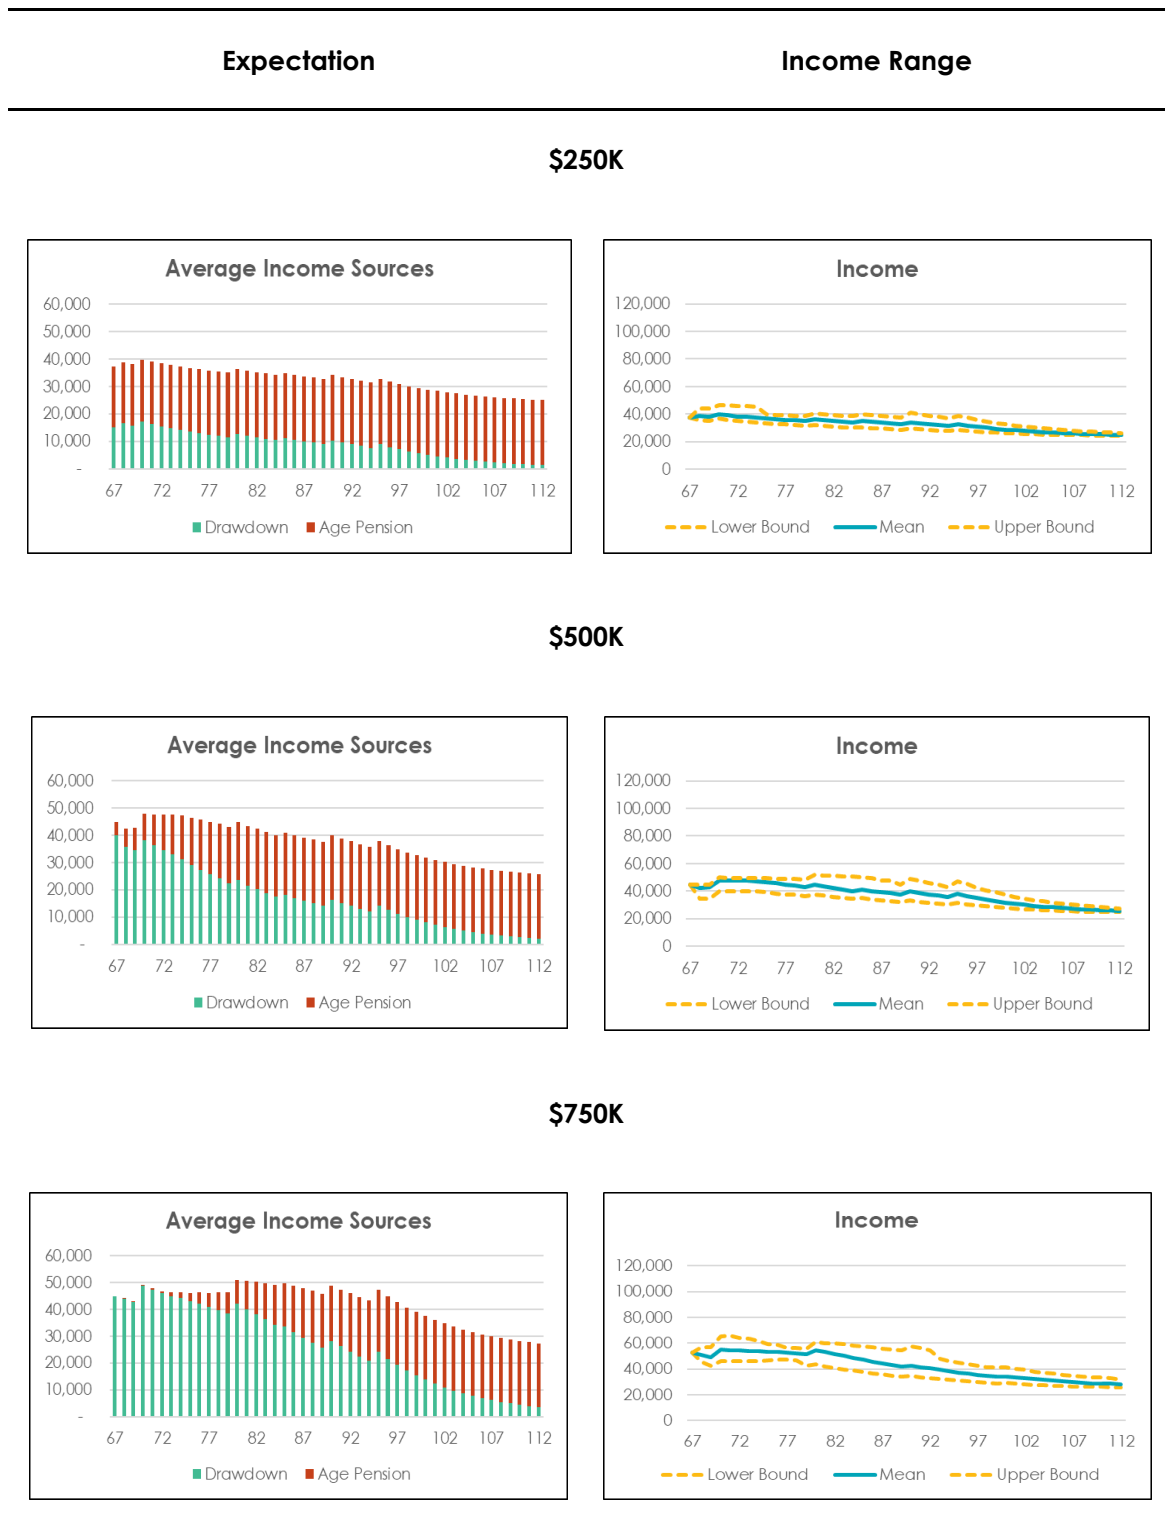 Expectation Income Range
$250K
Average Income Sources
60,000
50,000
40,000
30,000
20,000
10,000
-
67 72 77 82 87 92 97 102 107 112
Drawdown Age Pension
Income
120,000
100,000
80,000
60,000
40,000
20,000
0
67 72 77 82 87 92 97 102 107 112
Lower Bound Mean Upper Bound
$500K
Average Income Sources
60,000
50,000
40,000
30,000
20,000
10,000
-
67 72 77 82 87 92 97 102 107 112
Drawdown Age Pension
Income
120,000
100,000
80,000
60,000
40,000
20,000
0
67 72 77 82 87 92 97 102 107 112
Lower Bound Mean Upper Bound
$750K
Average Income Sources
60,000
50,000
40,000
30,000
20,000
10,000
-
67 72 77 82 87 92 97 102 107 112
Drawdown Age Pension
Income
120,000
100,000
80,000
60,000
40,000
20,000
0
67 72 77 82 87 92 97 102 107 112
Lower Bound Mean Upper Bound